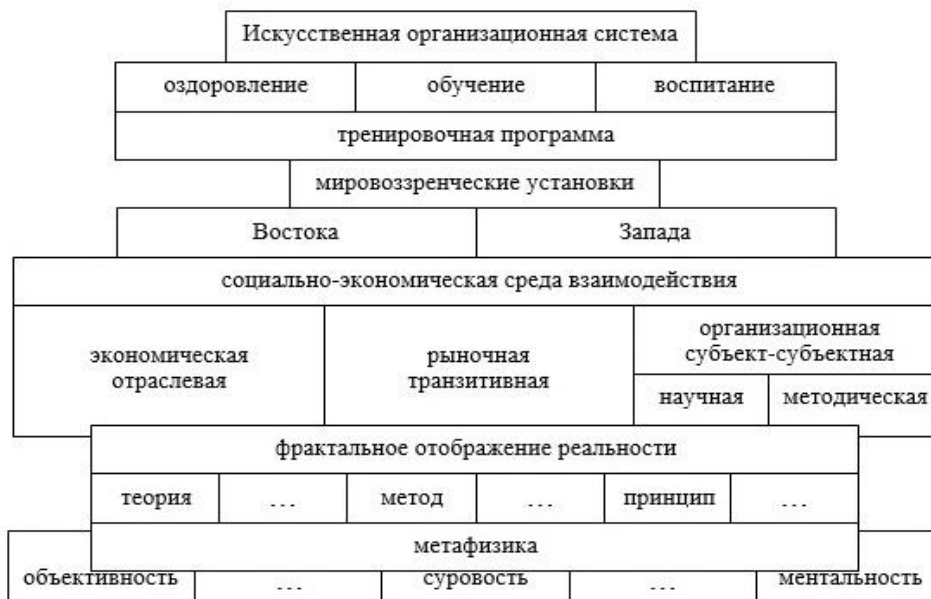 Искусственная организационная система
оздоровление обучение воспитание
тренировочная программа
мировоззренческие установки
Востока Запада
социально-экономическая среда взаимодействия
экономическая
отраслевая
рыночная
транзитивная
организационная
субъект-субъектная
научная методическая
фрактальное отображение реальности
теория … метод … принцип …
метафизика
объективность … суровость … ментальность